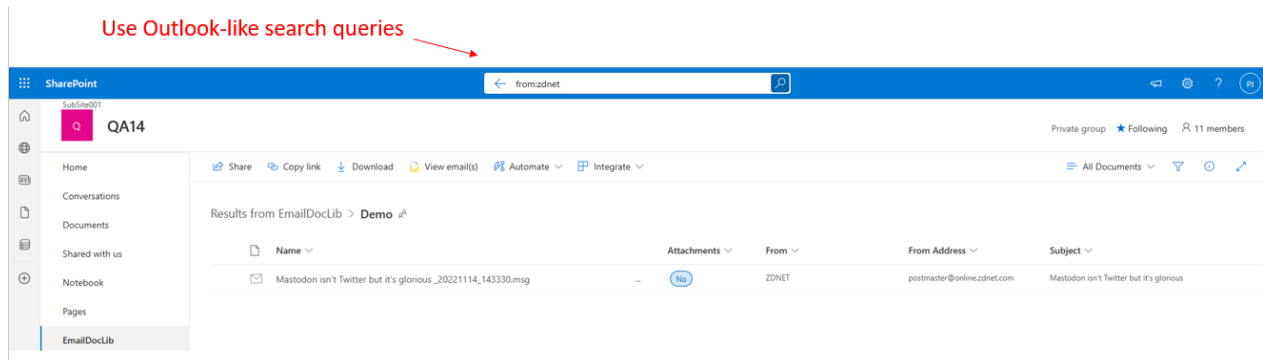 Use Outlook-like search queries
SharePoint
from:zdnet
?
PJ
SubSite001
Q
QA14
Private group
Following
11 members
Home
Share
Copy link
Download
View email(s)
Automate
Integrate
All Documents
Conversations
Documents
Results from EmailDocLib > Demo
Shared with us
Name
Attachments
From
From Address
Subject
Notebook
Mastodon isn't Twitter but it's glorious _20221114_143330.msg
No
ZDNET
postmaster@online.zdnet.com
Mastodon isn't Twitter but it's glorious
Pages
EmailDocLib